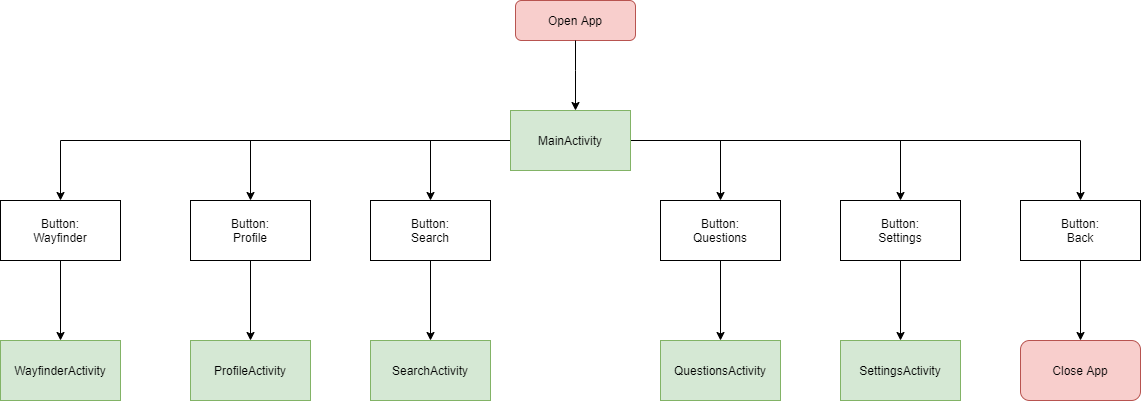 Open App
MainActivity
Button:
Wayfinder
Button:
Profile
Button:
Search
Button:
Questions
Button:
Settings
Button:
Back
WayfinderActivity
ProfileActivity
SearchActivity
QuestionsActivity
SettingsActivity
Close App